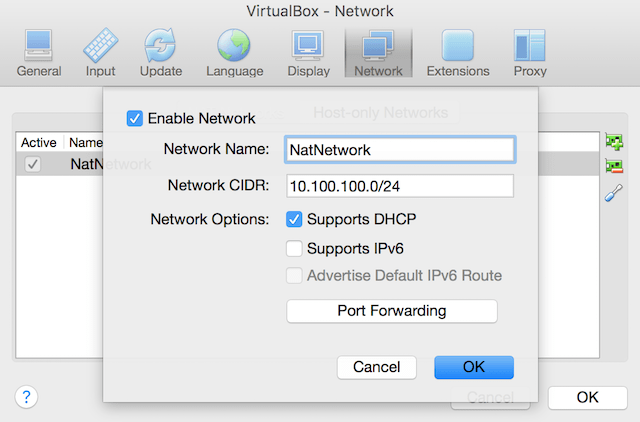 VirtualBox - Network
General Input Update Language Display Network Extensions Proxy
Host-only Networks
Enable Network
Active Name
Network Name: NatNetwork
NatNetwork
Network CIDR: 10.100.100.0/24
Network Options: Supports DHCP
Supports IPv6
Advertise Default IPv6 Route
Port Forwarding
Cancel OK
? Cancel OK